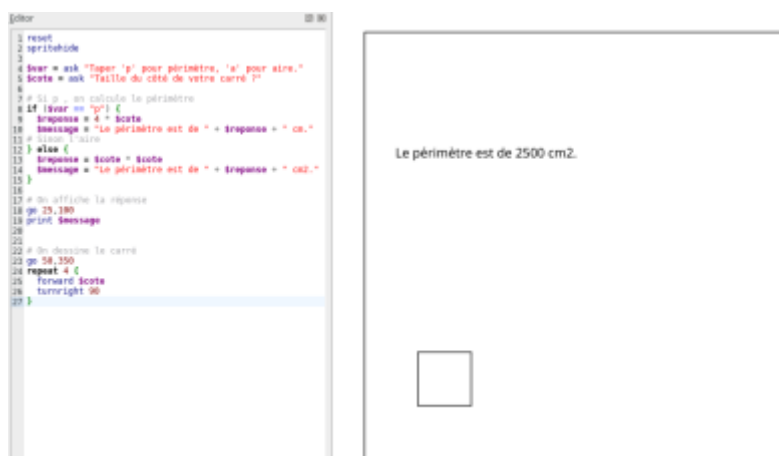 Editor
1 reset
2 spritehide
3
4 $var = ask "Taper 'p' pour périmètre, 'a' pour aire."
5 $cote = ask "Taille du côté de votre carré ?"
6
7 # Si p , on calcule le périmètre
8 if ($var == "p") {
9 $reponse = 4 * $cote
10 $message = "Le périmètre est de " + $reponse + " cm."
11 # Sinon l'aire
12 } else {
13 $reponse = $cote * $cote
14 $message = "Le périmètre est de " + $reponse + " cm2."
15 }
16
17 # On affiche la réponse
18 go 25,100
19 print $message
20
21
22 # On dessine le carré
23 go 50,350
24 repeat 4 {
25 forward $cote
26 turnright 90
27 }
Le périmètre est de 2500 cm2.